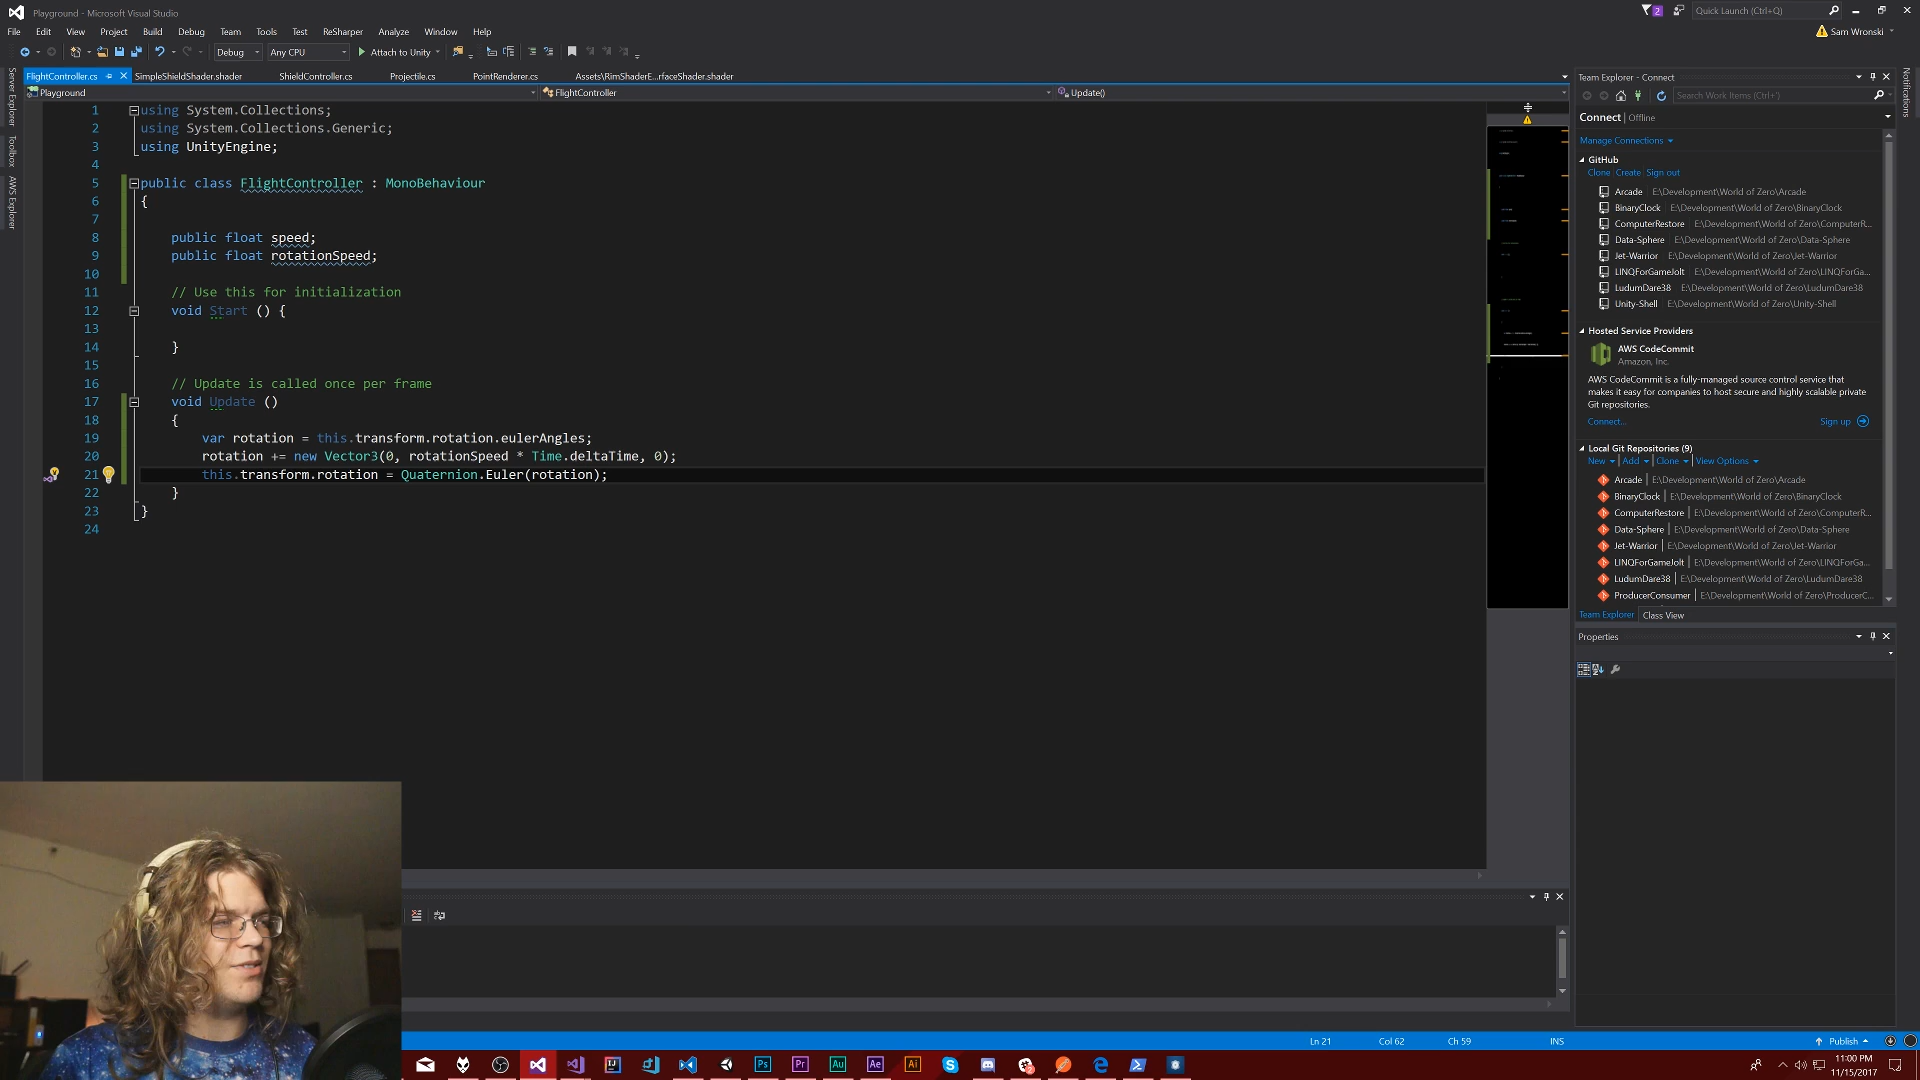 Playground - Microsoft Visual Studio
2
Quick Launch (Ctrl+Q)
File Edit View Project Build Debug Team Tools Test ReSharper Analyze Window Help
Sam Wronski
Debug Any CPU Attach to Unity
FlightController.cs SimpleShieldShader.shader ShieldController.cs Projectile.cs PointRenderer.cs Assets\RimShaderE...rfaceShader.shader
Playground FlightController Update()
Server Explorer
Toolbox
AWS Explorer
1 using System.Collections;
2 using System.Collections.Generic;
3 using UnityEngine;
4
5 public class FlightController : MonoBehaviour
6 {
7
8 public float speed;
9 public float rotationSpeed;
10
11 // Use this for initialization
12 void Start () {
13
14 }
15
16 // Update is called once per frame
17 void Update ()
18 {
19 var rotation = this.transform.rotation.eulerAngles;
20 rotation += new Vector3(0, rotationSpeed * Time.deltaTime, 0);
21 this.transform.rotation = Quaternion.Euler(rotation);
22 }
23 }
24
Team Explorer - Connect
Notifications
Search Work Items (Ctrl+')
Connect | Offline
Manage Connections
GitHub
Clone Create Sign out
Arcade E:\Development\World of Zero\Arcade
BinaryClock E:\Development\World of Zero\BinaryClock
ComputerRestore E:\Development\World of Zero\ComputerR...
Data-Sphere E:\Development\World of Zero\Data-Sphere
Jet-Warrior E:\Development\World of Zero\Jet-Warrior
LINQForGameJolt E:\Development\World of Zero\LINQForGa...
LudumDare38 E:\Development\World of Zero\LudumDare38
Unity-Shell E:\Development\World of Zero\Unity-Shell
Hosted Service Providers
AWS CodeCommit
Amazon, Inc.
AWS CodeCommit is a fully-managed source control service that
makes it easy for companies to host secure and highly scalable private
Git repositories.
Connect... Sign up
Local Git Repositories (9)
New Add Clone View Options
Arcade | E:\Development\World of Zero\Arcade
BinaryClock | E:\Development\World of Zero\BinaryClock
ComputerRestore | E:\Development\World of Zero\ComputerR...
Data-Sphere | E:\Development\World of Zero\Data-Sphere
Jet-Warrior | E:\Development\World of Zero\Jet-Warrior
LINQForGameJolt | E:\Development\World of Zero\LINQForGa...
LudumDare38 | E:\Development\World of Zero\LudumDare38
ProducerConsumer | E:\Development\World of Zero\ProducerC...
Team Explorer Class View
Properties
Ln 21 Col 62 Ch 59 INS Publish
Ps Pr Au Ae Ai
11:00 PM
11/15/2017